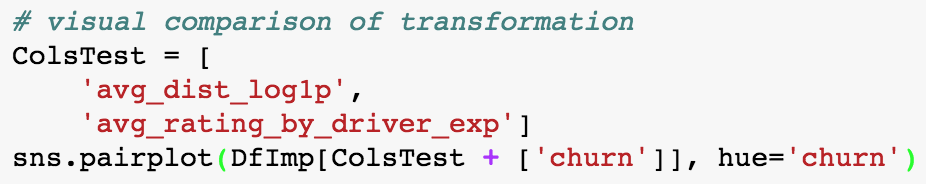 # visual comparison of transformation
ColsTest = [
    'avg_dist_log1p',
    'avg_rating_by_driver_exp']
sns.pairplot(DfImp[ColsTest + ['churn']], hue='churn')